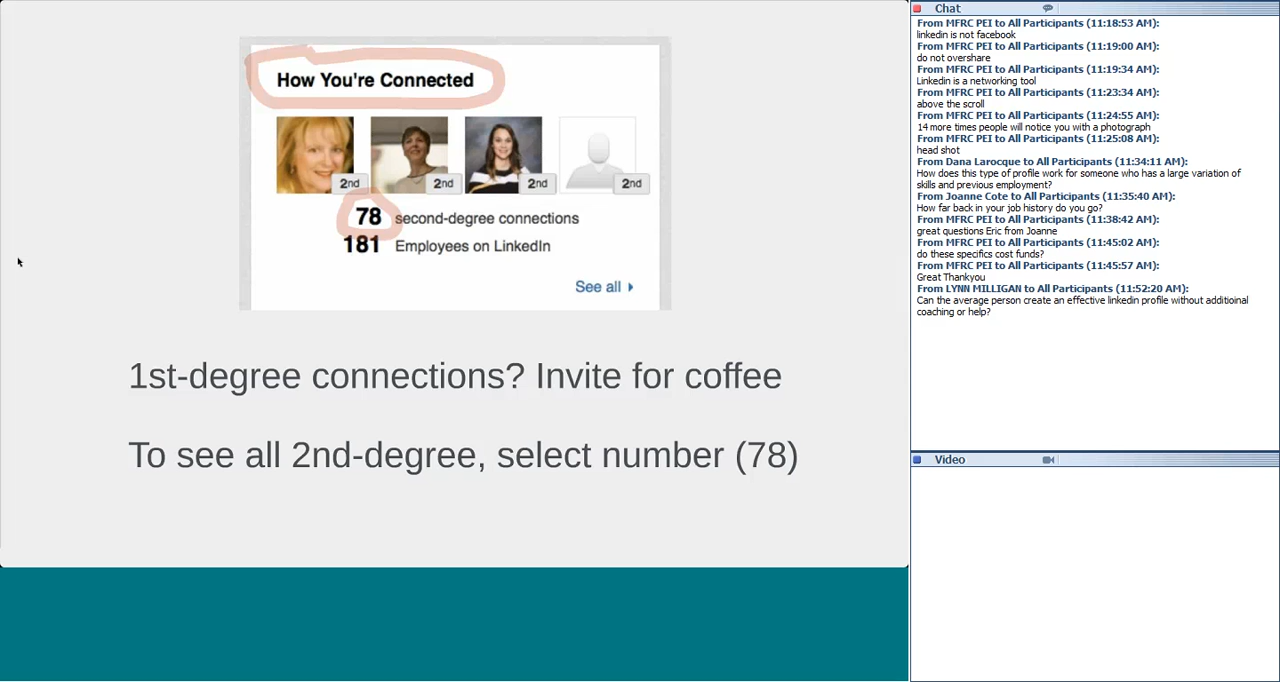 How You're Connected
2nd
2nd
2nd
2nd
78 second-degree connections
181 Employees on LinkedIn
See all
1st-degree connections? Invite for coffee
To see all 2nd-degree, select number (78)
Chat
From MFRC PEI to All Participants (11:18:53 AM):
linkedin is not facebook
From MFRC PEI to All Participants (11:19:00 AM):
do not overshare
From MFRC PEI to All Participants (11:19:34 AM):
Linkedin is a networking tool
From MFRC PEI to All Participants (11:23:34 AM):
above the scroll
From MFRC PEI to All Participants (11:24:55 AM):
14 more times people will notice you with a photograph
From MFRC PEI to All Participants (11:25:08 AM):
head shot
From Dana Larocque to All Participants (11:34:11 AM):
How does this type of profile work for someone who has a large variation of
skills and previous employment?
From Joanne Cote to All Participants (11:35:40 AM):
How far back in your job history do you go?
From MFRC PEI to All Participants (11:38:42 AM):
great questions Eric from Joanne
From MFRC PEI to All Participants (11:45:02 AM):
do these specifics cost funds?
From MFRC PEI to All Participants (11:45:57 AM):
Great Thankyou
From LYNN MILLIGAN to All Participants (11:52:20 AM):
Can the average person create an effective linkedin profile without additioinal
coaching or help?
Video